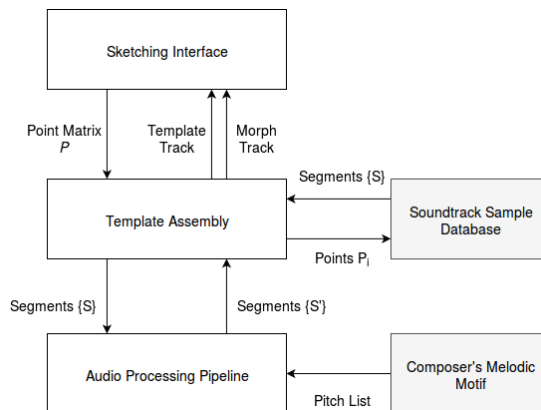 Sketching Interface
Point Matrix
P
Template
Track
Morph
Track
Segments {S}
Template Assembly
Soundtrack Sample
Database
Points Pi
Segments {S}
Segments {S'}
Audio Processing Pipeline
Composer's Melodic
Motif
Pitch List